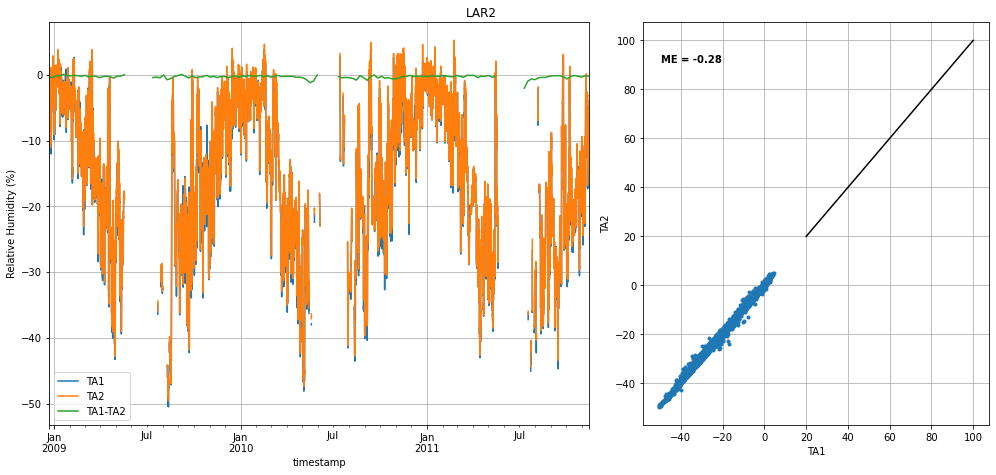 LAR2
Relative Humidity (%)
0
−10
−20
−30
−40
−50
TA1
TA2
TA1-TA2
Jan
2009
Jul
Jan
2010
Jul
Jan
2011
Jul
timestamp
ME = -0.28
TA2
100
80
60
40
20
0
−20
−40
−40
−20
0
20
40
60
80
100
TA1